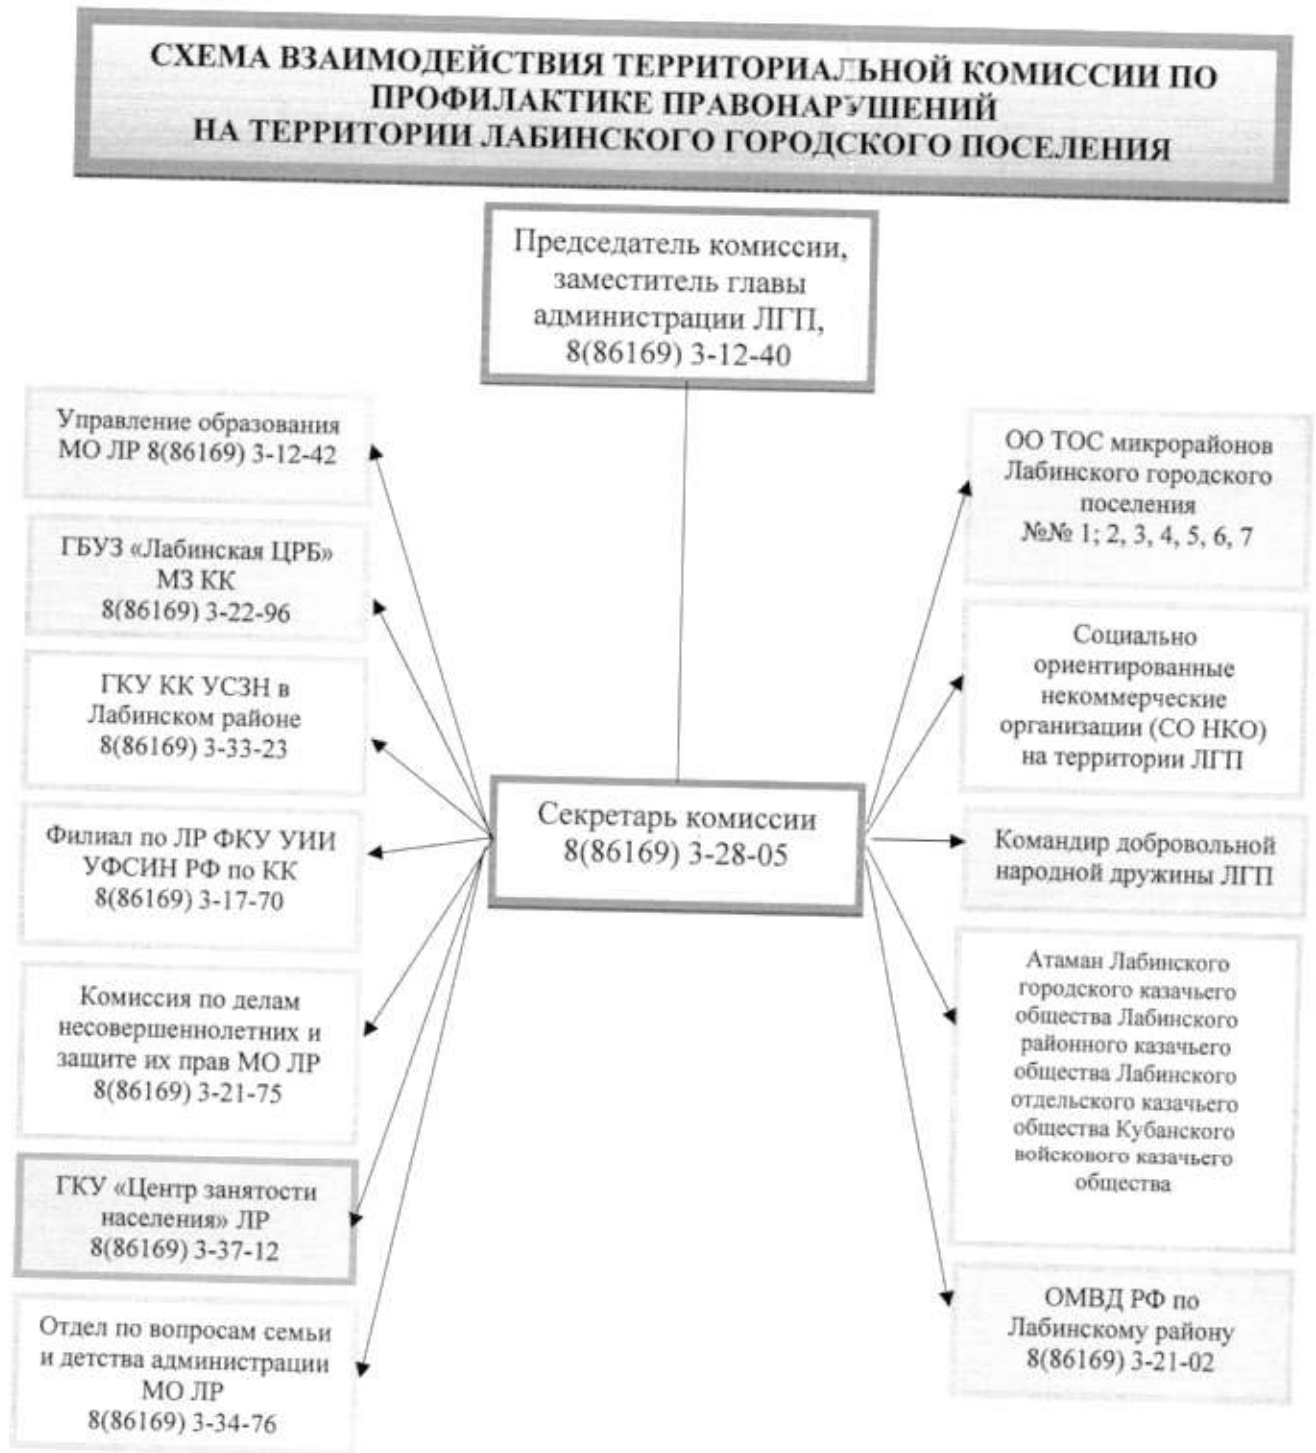 СХЕМА ВЗАИМОДЕЙСТВИЯ ТЕРРИТОРИАЛЬНОЙ КОМИССИИ ПО
ПРОФИЛАКТИКЕ ПРАВОНАРУШЕНИЙ
НА ТЕРРИТОРИИ ЛАБИНСКОГО ГОРОДСКОГО ПОСЕЛЕНИЯ
Председатель комиссии,
заместитель главы
администрации ЛГП,
8(86169) 3-12-40
Управление образования
МО ЛР 8(86169) 3-12-42
ГБУЗ «Лабинская ЦРБ»
МЗ КК
8(86169) 3-22-96
ГКУ КК УСЗН в
Лабинском районе
8(86169) 3-33-23
Филиал по ЛР ФКУ УИИ
УФСИН РФ по КК
8(86169) 3-17-70
Комиссия по делам
несовершеннолетних и
защите их прав МО ЛР
8(86169) 3-21-75
ГКУ «Центр занятости
населения» ЛР
8(86169) 3-37-12
Отдел по вопросам семьи
и детства администрации
МО ЛР
8(86169) 3-34-76
Секретарь комиссии
8(86169) 3-28-05
ОО ТОС микрорайонов
Лабинского городского
поселения
№№ 1; 2, 3, 4, 5, 6, 7
Социально
ориентированные
некоммерческие
организации (СО НКО)
на территории ЛГП
Командир добровольной
народной дружины ЛГП
Атаман Лабинского
городского казачьего
общества Лабинского
районного казачьего
общества Лабинского
отдельского казачьего
общества Кубанского
войскового казачьего
общества
ОМВД РФ по
Лабинскому району
8(86169) 3-21-02